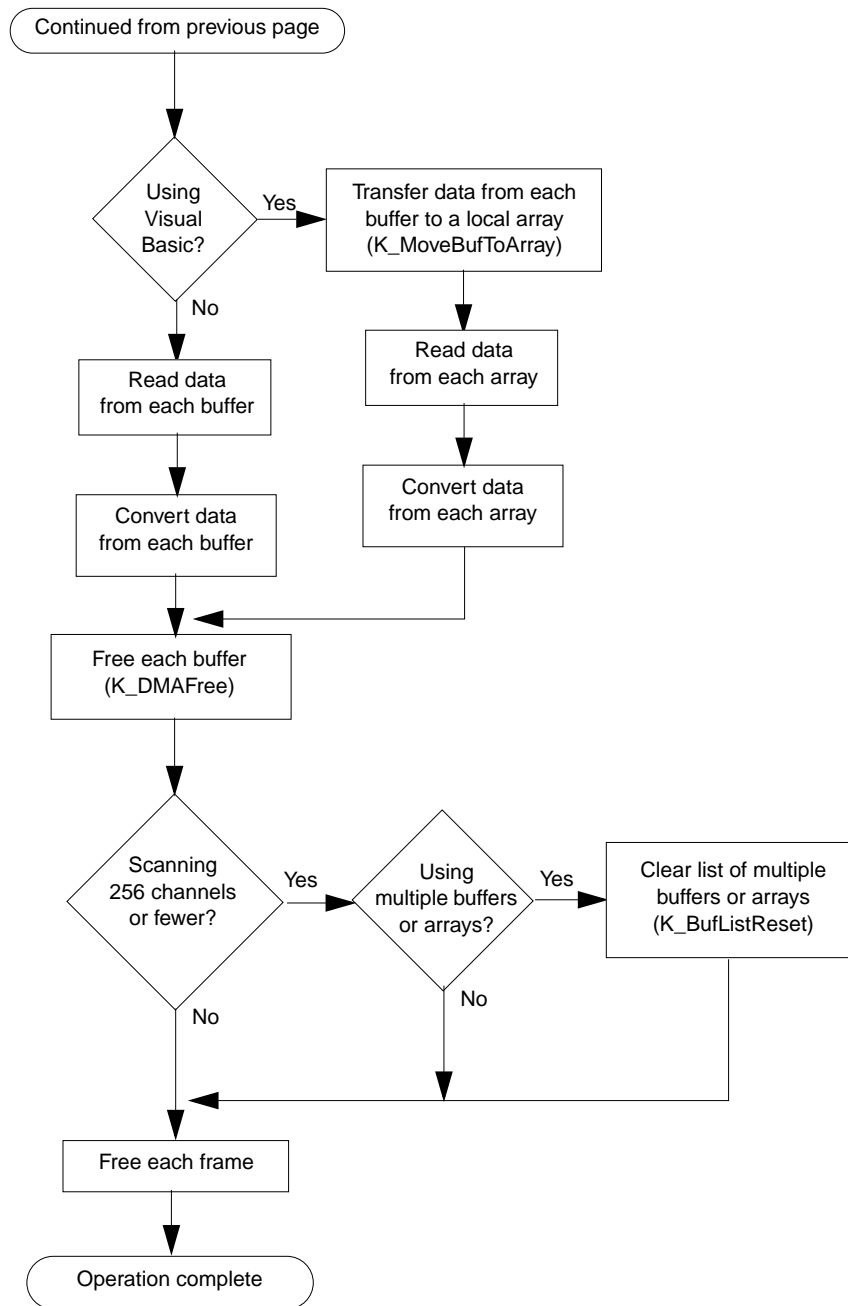 Continued from previous page
Using
Visual
Basic?
Yes
Transfer data from each
buffer to a local array
(K_MoveBufToArray)
No
Read data
from each buffer
Read data
from each array
Convert data
from each buffer
Convert data
from each array
Free each buffer
(K_DMAFree)
Scanning
256 channels
or fewer?
Yes
Using
multiple buffers
or arrays?
Yes
Clear list of multiple
buffers or arrays
(K_BufListReset)
No
No
Free each frame
Operation complete